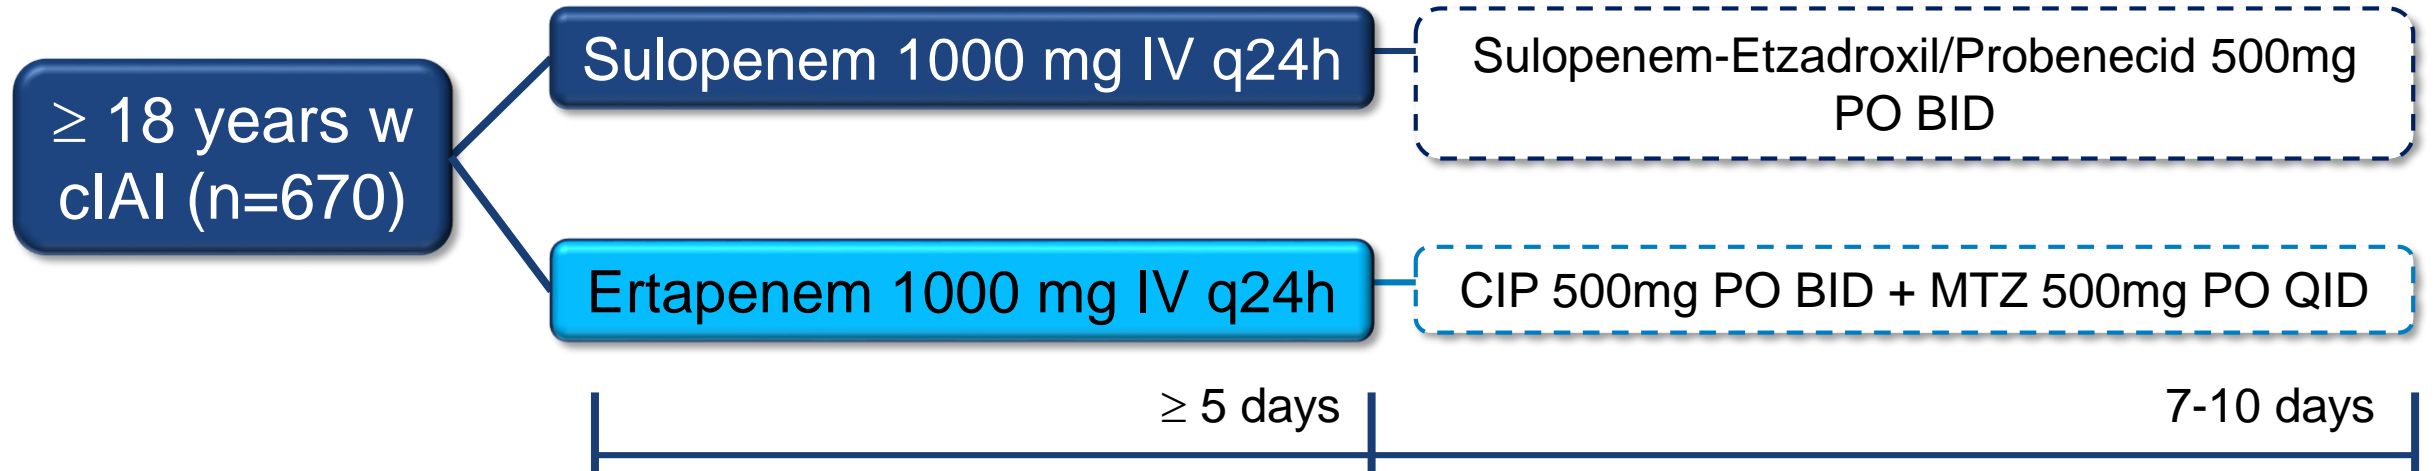 ≥ 18 years w
cIAI (n=670)
Sulopenem 1000 mg IV q24h
Sulopenem-Etzadroxil/Probenecid 500mg
PO BID
Ertapenem 1000 mg IV q24h
CIP 500mg PO BID + MTZ 500mg PO QID
≥ 5 days
7-10 days